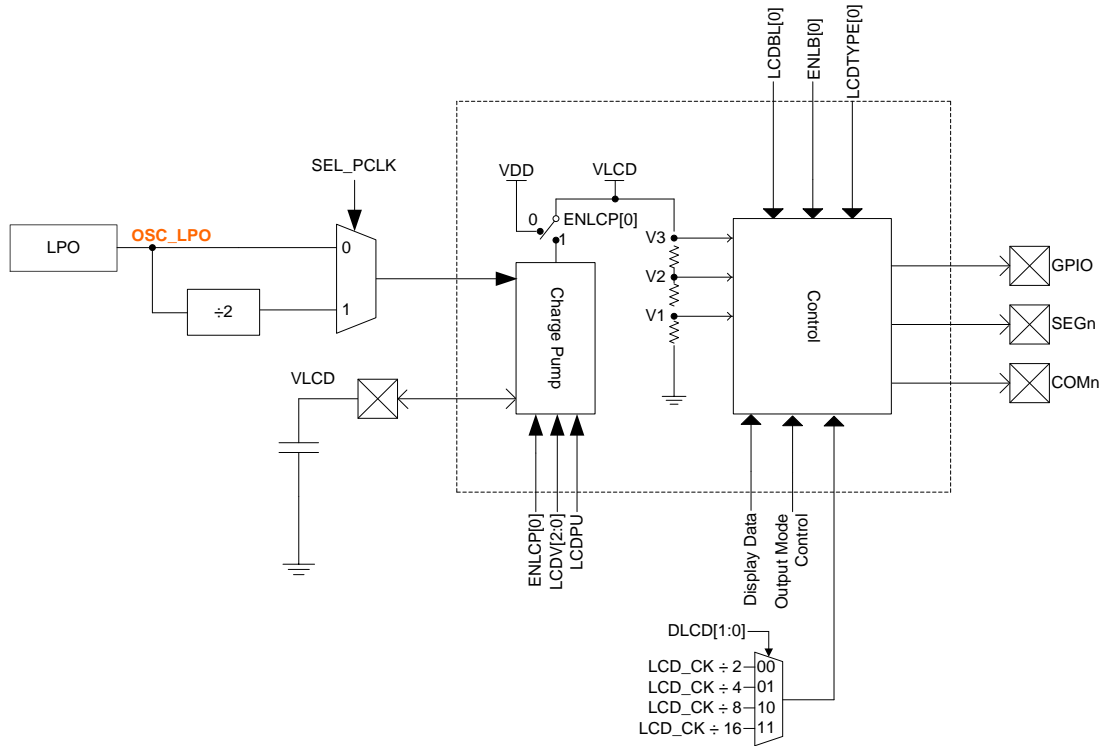 LCDBL[0]
ENLB[0]
LCDTYPE[0]
SEL_PCLK
VDD
VLCD
0
ENLCP[0]
1
LPO
OSC_LPO
0
1
÷2
V3
V2
V1
Charge Pump
Control
GPIO
SEGn
COMn
VLCD
ENLCP[0]
LCDV[2:0]
LCDPU
Display Data
Output Mode
Control
DLCD[1:0]
LCD_CK ÷ 2 00
LCD_CK ÷ 4 01
LCD_CK ÷ 8 10
LCD_CK ÷ 16 11